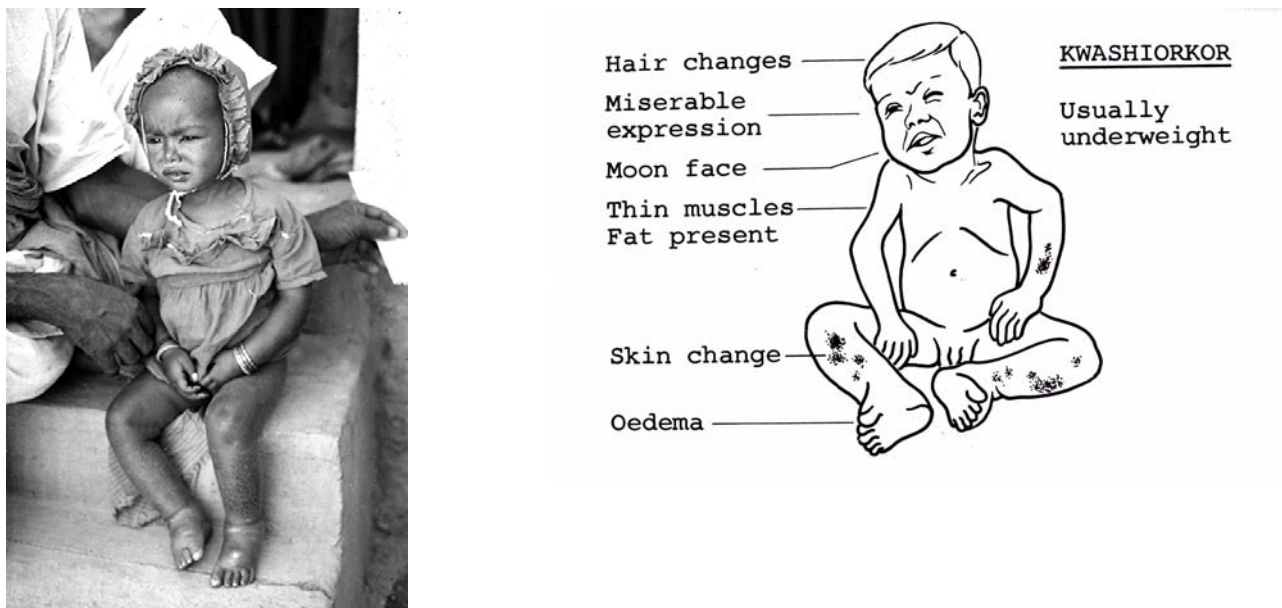 Hair changes
KWASHIORKOR
Miserable
expression
Usually
underweight
Moon face
Thin muscles
Fat present
Skin change
Oedema